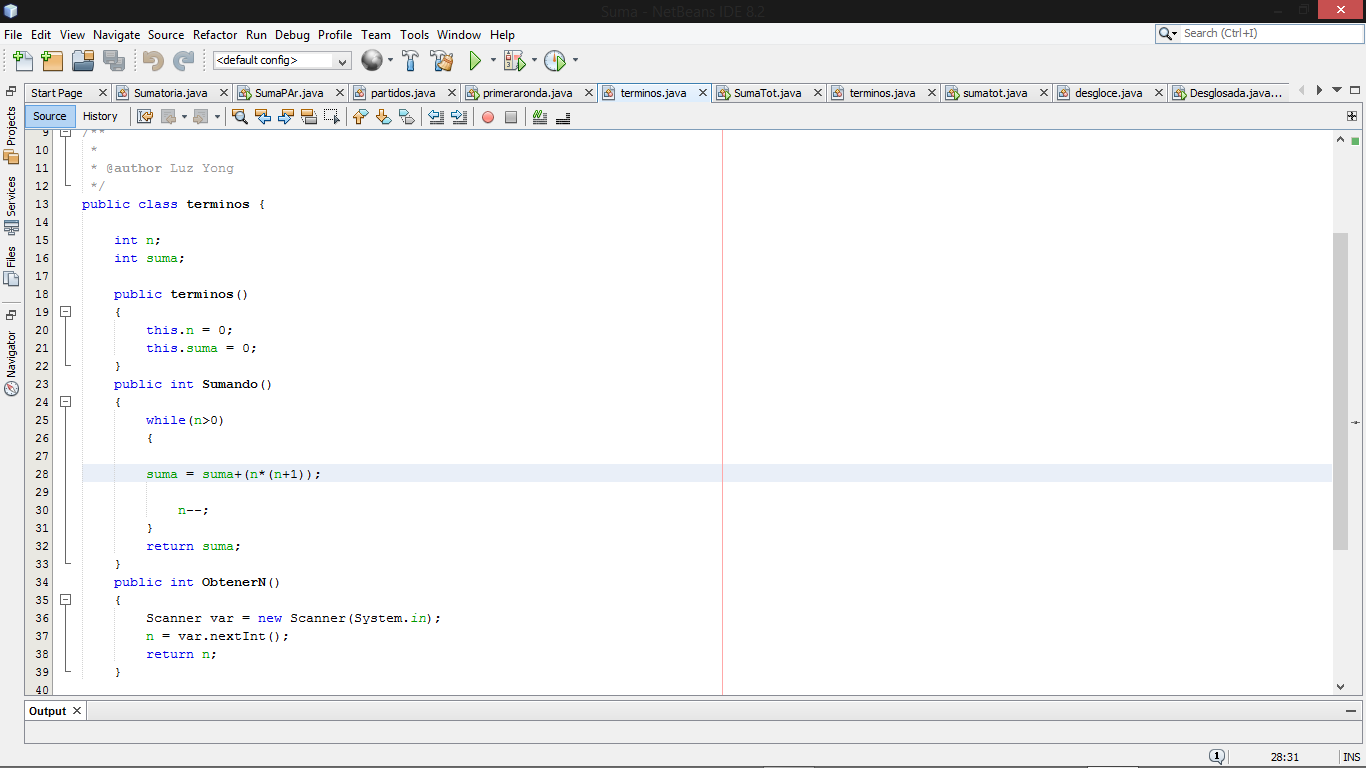 Suma - NetBeans IDE 8.2
File Edit View Navigate Source Refactor Run Debug Profile Team Tools Window Help
Search (Ctrl+I)
<default config>
Start Page Sumatoria.java SumaPAr.java partidos.java primeraronda.java terminos.java SumaTot.java terminos.java sumatot.java desgloce.java Desglosada.java...
Source History
Projects
Services
Files
Navigator
9 /**
10 *
11 * @author Luz Yong
12 */
13 public class terminos {
14
15 int n;
16 int suma;
17
18 public terminos()
19 {
20 this.n = 0;
21 this.suma = 0;
22 }
23 public int Sumando()
24 {
25 while(n>0)
26 {
27
28 suma = suma+(n*(n+1));
29
30 n--;
31 }
32 return suma;
33 }
34 public int ObtenerN()
35 {
36 Scanner var = new Scanner(System.in);
37 n = var.nextInt();
38 return n;
39 }
40
Output
1 28:31 INS